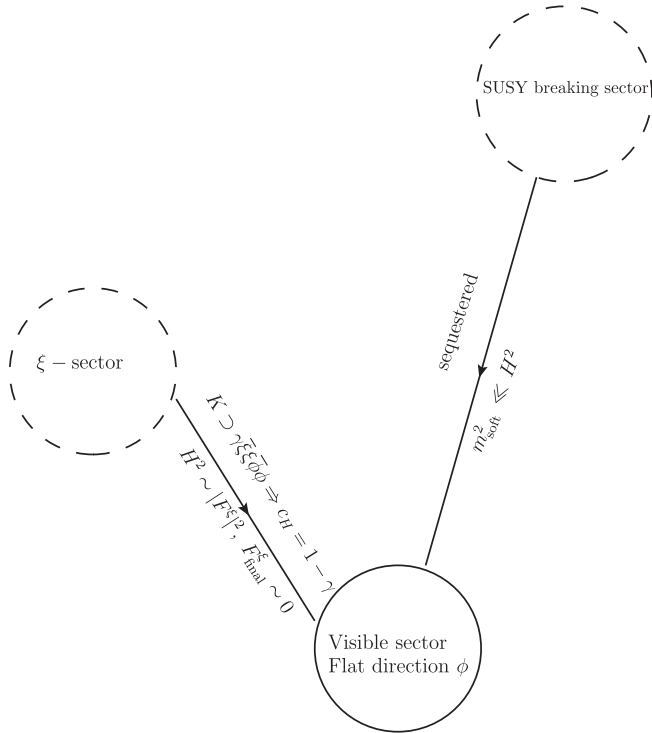 SUSY breaking sector
sequestered
m²_soft ≪ H²
ξ − sector
K ⊃ γξ̄ξφ̄φ ⇒ c_H = 1 − γ
H² ∼ |F^ξ|², F^ξ_final ∼ 0
Visible sector
Flat direction φ